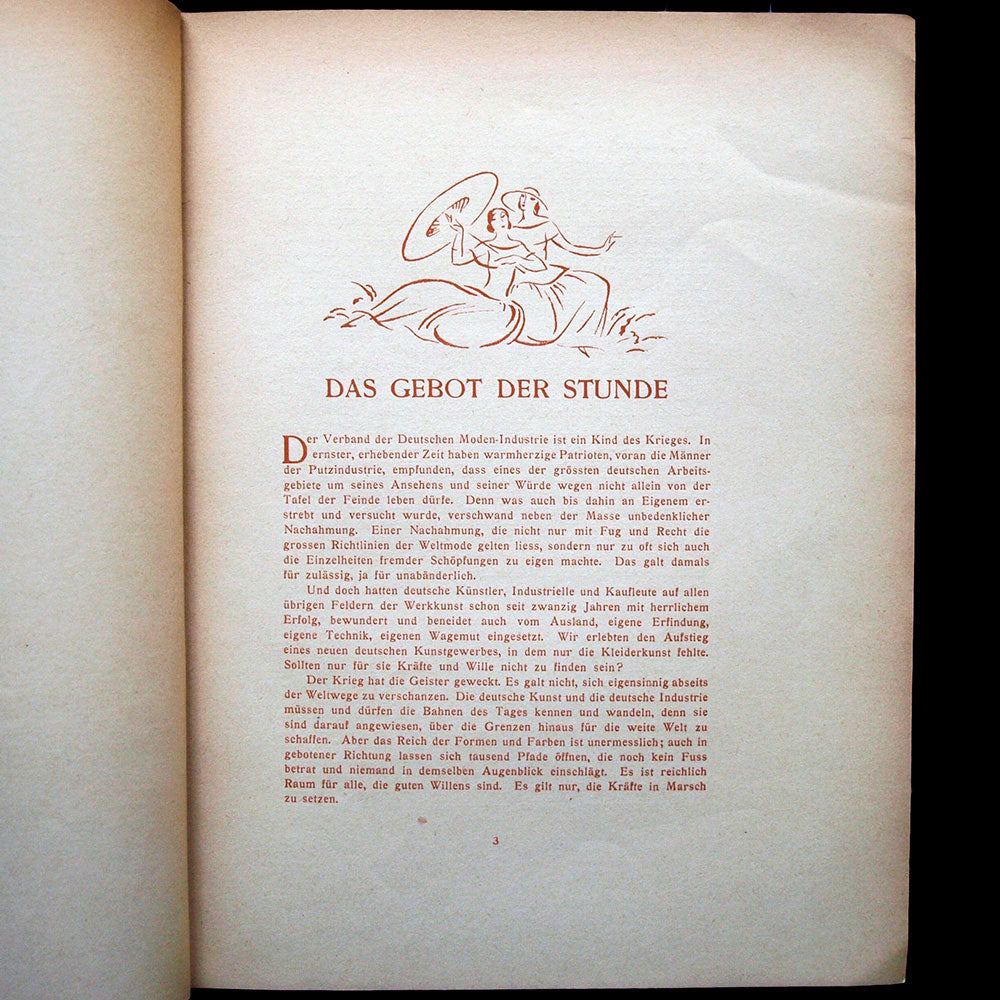 DAS GEBOT DER STUNDE
Der Verband der Deutschen Moden-Industrie ist ein Kind des Krieges. In
ernster, erhebender Zeit haben warmherzige Patrioten, voran die Männer
der Putzindustrie, empfunden, dass eines der grössten deutschen Arbeits-
gebiete um seines Ansehens und seiner Würde wegen nicht allein von der
Tafel der Feinde leben dürfe. Denn was auch bis dahin an Eigenem er-
strebt und versucht wurde, verschwand neben der Masse unbedenklicher
Nachahmung. Einer Nachahmung, die nicht nur mit Fug und Recht die
grossen Richtlinien der Weltmode gelten liess, sondern nur zu oft sich auch
die Einzelheiten fremder Schöpfungen zu eigen machte. Das galt damals
für zulässig, ja für unabänderlich.
Und doch hatten deutsche Künstler, Industrielle und Kaufleute auf allen
übrigen Feldern der Werkkunst schon seit zwanzig Jahren mit herrlichem
Erfolg, bewundert und beneidet auch vom Ausland, eigene Erfindung,
eigene Technik, eigenen Wagemut eingesetzt. Wir erlebten den Aufstieg
eines neuen deutschen Kunstgewerbes, in dem nur die Kleiderkunst fehlte.
Sollten nur für sie Kräfte und Wille nicht zu finden sein?
Der Krieg hat die Geister geweckt. Es galt nicht, sich eigensinnig abseits
der Weltwege zu verschanzen. Die deutsche Kunst und die deutsche Industrie
müssen und dürfen die Bahnen des Tages kennen und wandeln, denn sie
sind darauf angewiesen, über die Grenzen hinaus für die weite Welt zu
schaffen. Aber das Reich der Formen und Farben ist unermesslich; auch in
gebotener Richtung lassen sich tausend Pfade öffnen, die noch kein Fuss
betrat und niemand in demselben Augenblick einschlägt. Es ist reichlich
Raum für alle, die guten Willens sind. Es gilt nur, die Kräfte in Marsch
zu setzen.
3